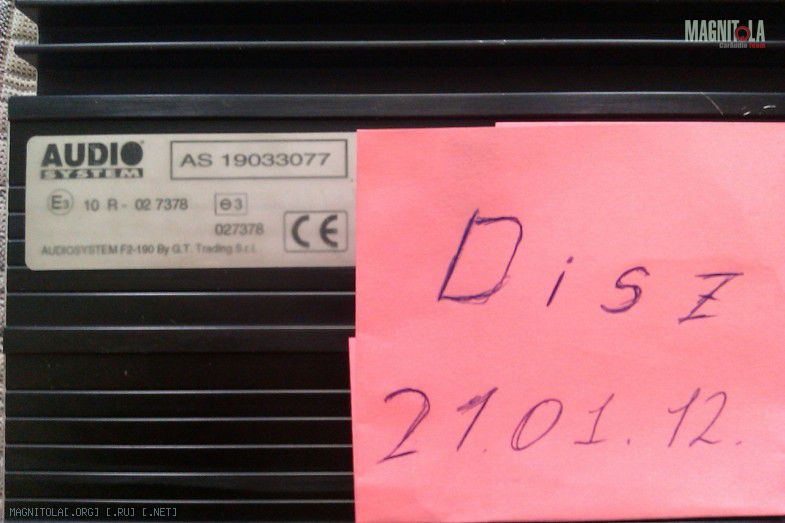 MAGNITOLA
CarAudio Team
AUDIO
SYSTEM
AS 19033077
E3 10 R - 02 7378 ⊖3
027378
CE
AUDIOSYSTEM F2-190 By G.T. Trading S.r.l.
Disz
21.01.12.
MAGNITOLA[.ORG] [.RU] [.NET]